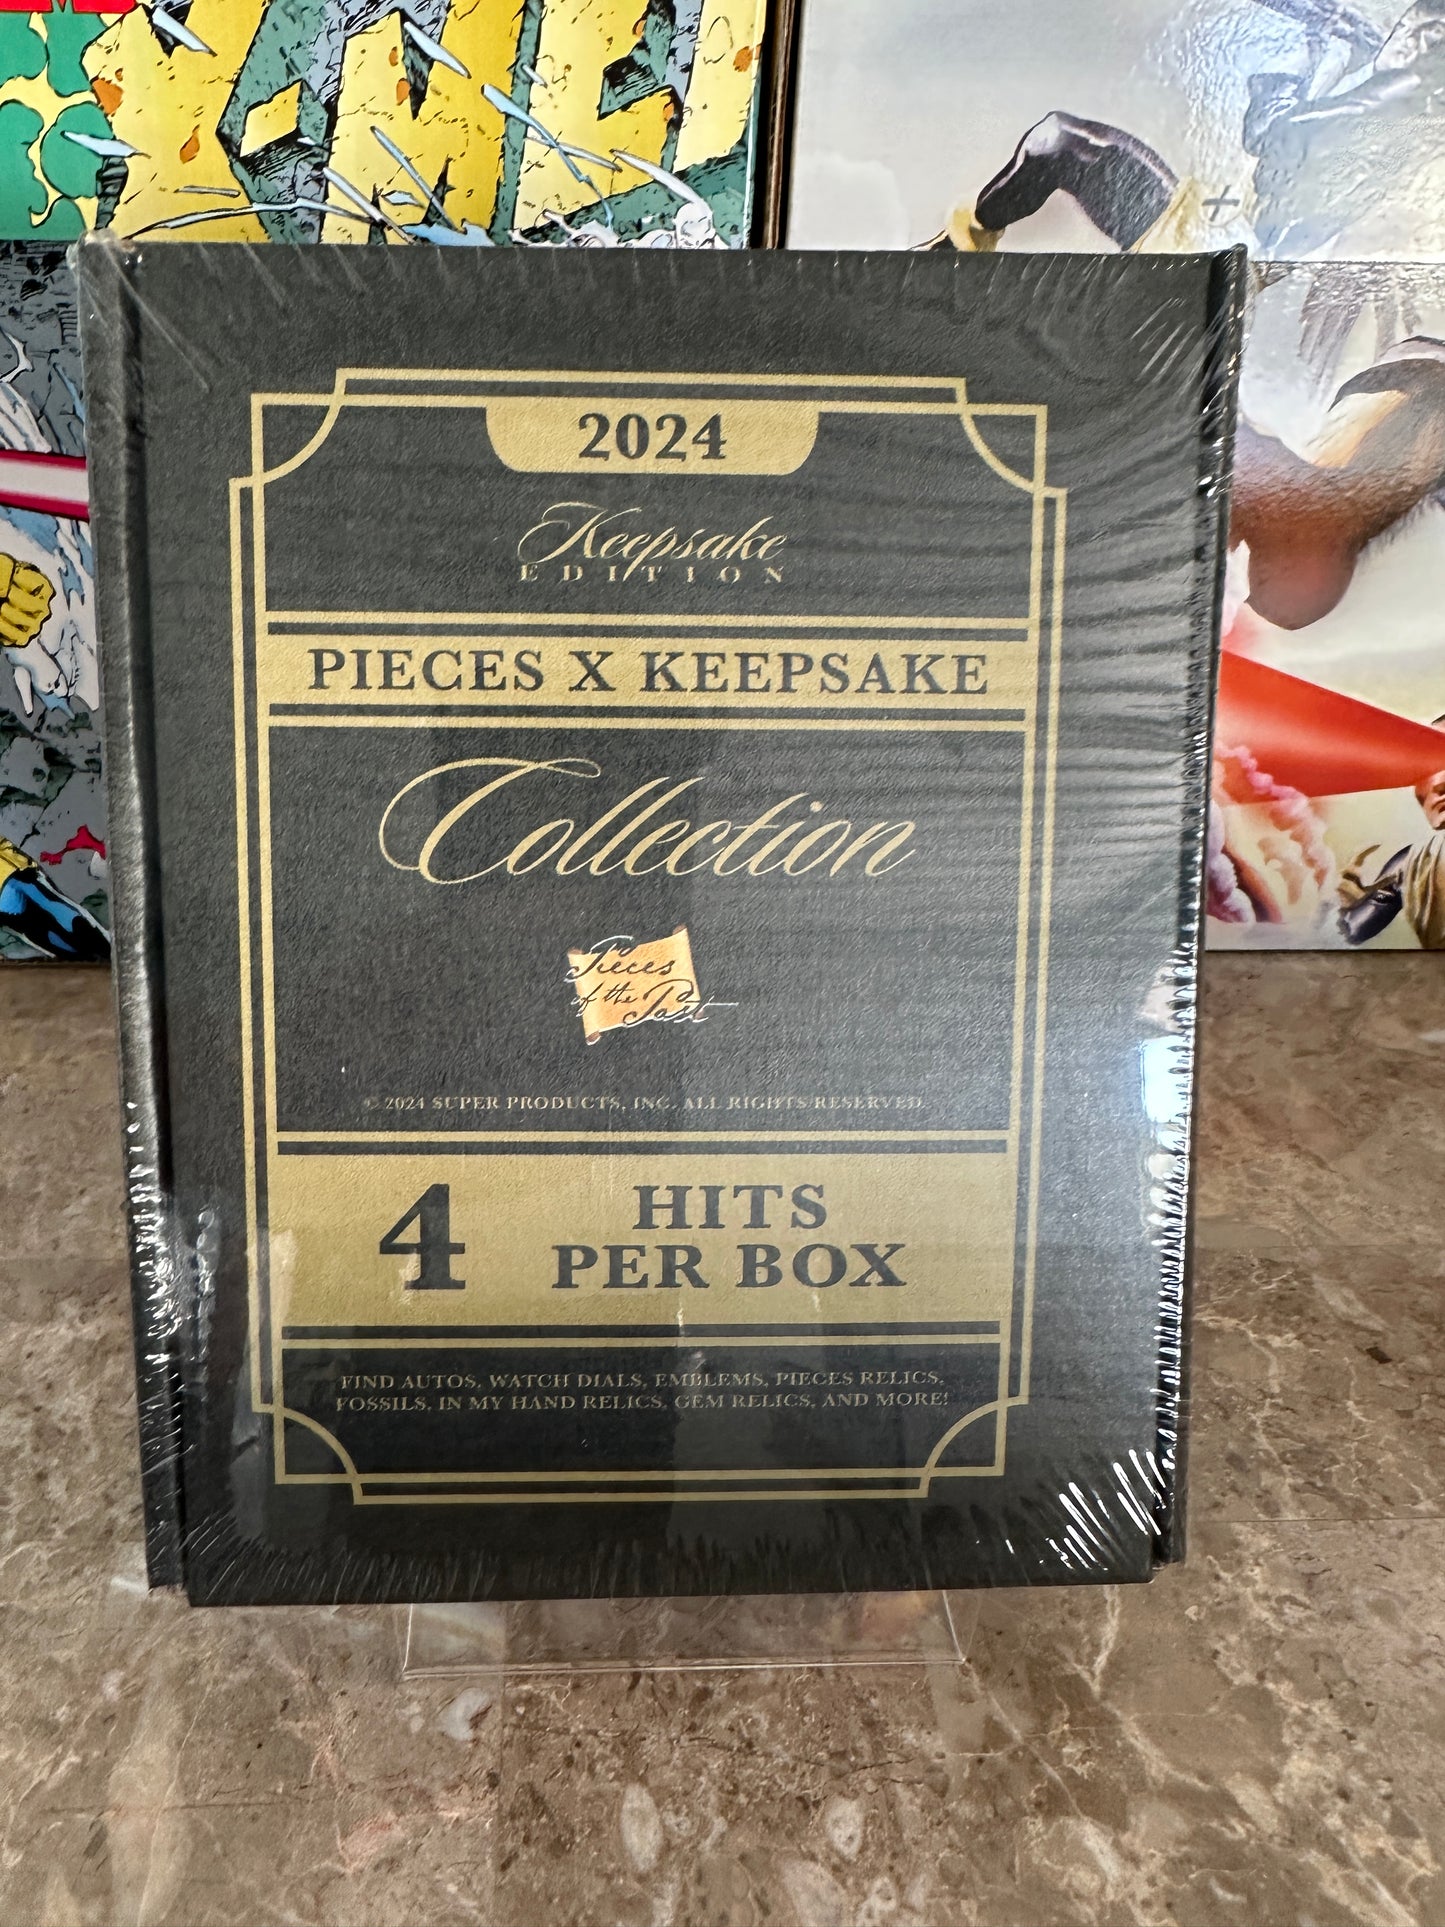 2024
Keepsake
EDITION
PIECES X KEEPSAKE
Collection
Pieces
of the
Past
© 2024 SUPER PRODUCTS, INC. ALL RIGHTS RESERVED.
4 HITS
PER BOX
FIND AUTOS, WATCH DIALS, EMBLEMS, PIECES RELICS,
FOSSILS, IN MY HAND RELICS, GEM RELICS, AND MORE!